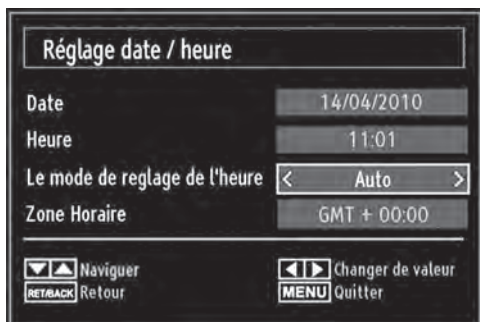 Réglage date / heure
Date 14/04/2010
Heure 11:01
Le mode de reglage de l'heure < Auto >
Zone Horaire GMT + 00:00
Naviguer Changer de valeur
RET/BACK Retour MENU Quitter